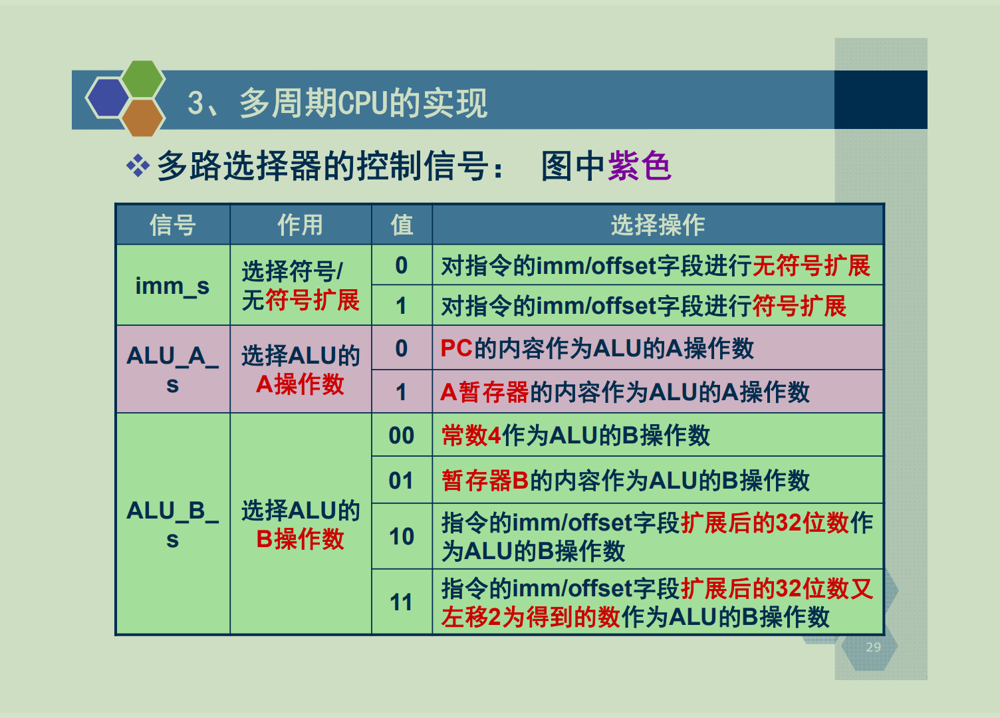 3、多周期CPU的实现
多路选择器的控制信号： 图中紫色
信号 作用 值 选择操作
imm_s
选择符号/
无符号扩展
0 对指令的imm/offset字段进行无符号扩展
1 对指令的imm/offset字段进行符号扩展
ALU_A_
s
选择ALU的
A操作数
0 PC的内容作为ALU的A操作数
1 A暂存器的内容作为ALU的A操作数
ALU_B_
s
选择ALU的
B操作数
00 常数4作为ALU的B操作数
01 暂存器B的内容作为ALU的B操作数
10 指令的imm/offset字段扩展后的32位数作
为ALU的B操作数
11 指令的imm/offset字段扩展后的32位数又
左移2为得到的数作为ALU的B操作数
29